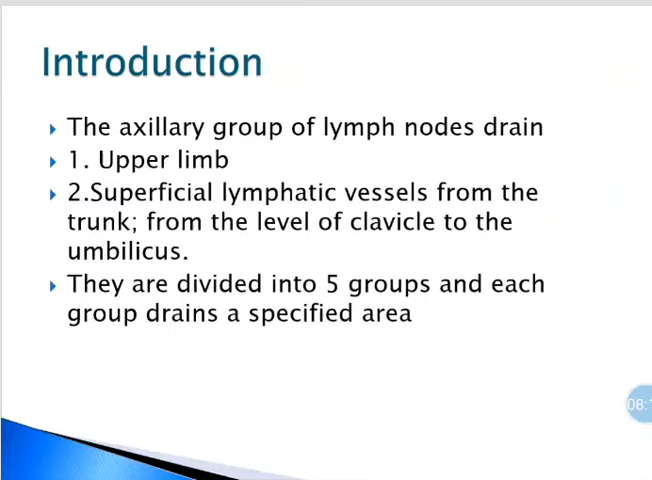 Introduction
The axillary group of lymph nodes drain
1. Upper limb
2.Superficial lymphatic vessels from the
trunk; from the level of clavicle to the
umbilicus.
They are divided into 5 groups and each
group drains a specified area